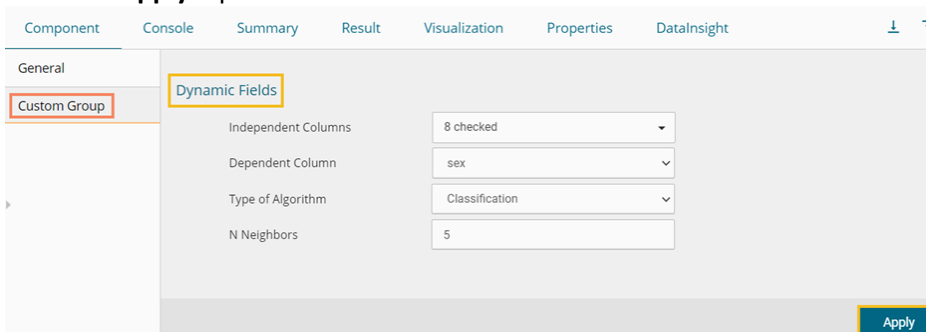 Component Console Summary Result Visualization Properties DataInsight
General
Custom Group
Dynamic Fields
Independent Columns 8 checked
Dependent Column sex
Type of Algorithm Classification
N Neighbors 5
Apply